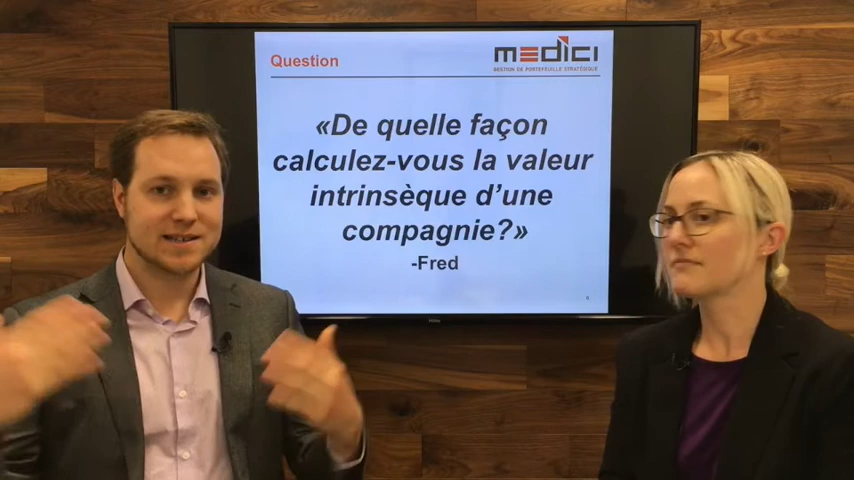 Question
MEDICI
GESTION DE PORTEFEUILLE STRATÉGIQUE
«De quelle façon
calculez-vous la valeur
intrinsèque d’une
compagnie?»
-Fred